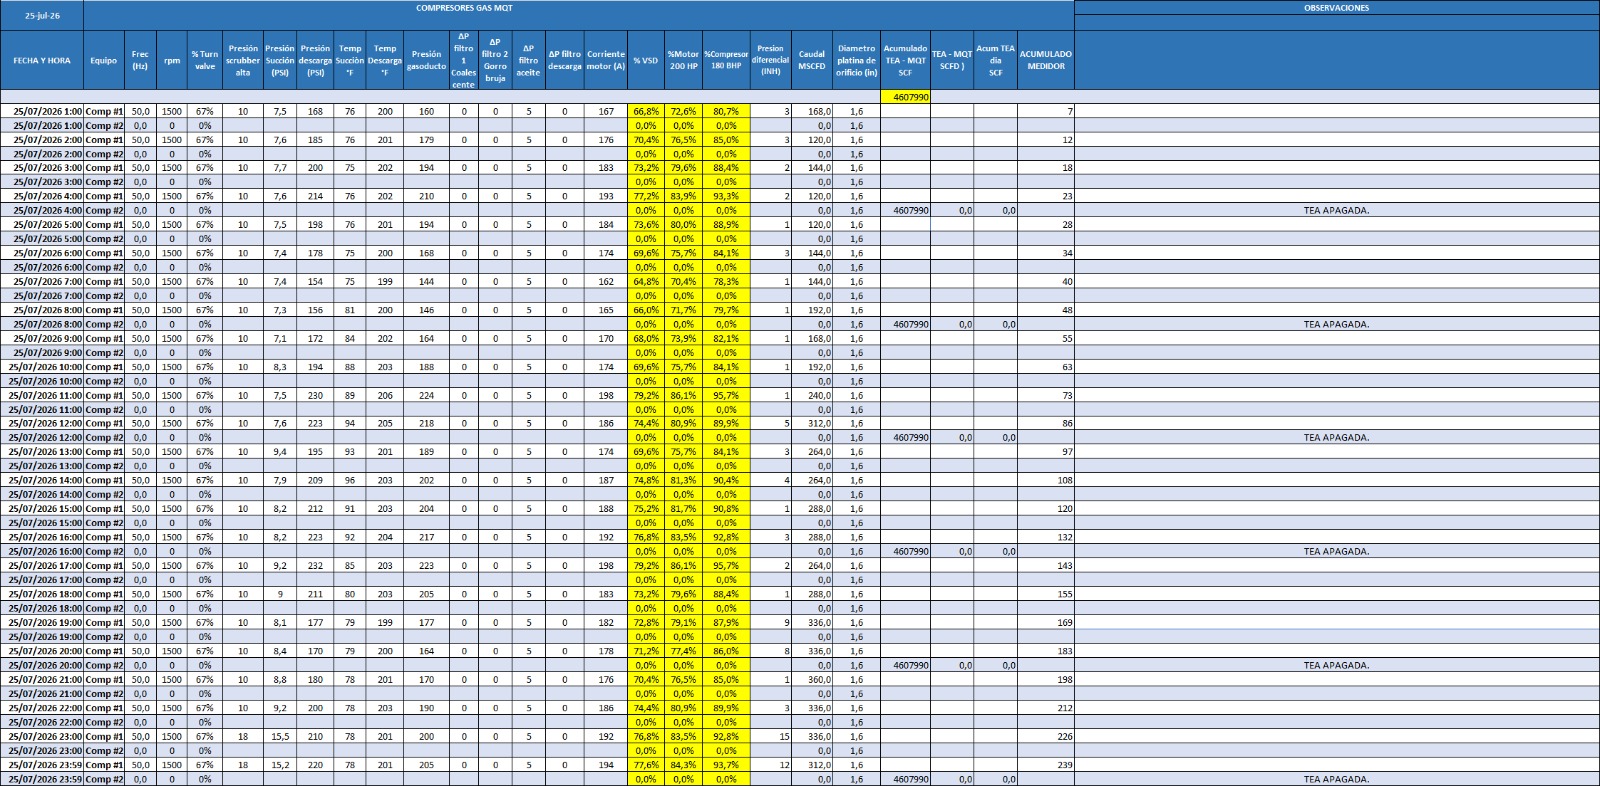 25-jul-26 COMPRESORES GAS MQT OBSERVACIONES
FECHA Y HORA Equipo Frec (Hz) rpm % Turn valve Presión scrubber alta Presión Succión (PSI) Presión descarga (PSI) Temp Succión °F Temp Descarga °F Presión gasoducto ΔP filtro 1 Coalescente ΔP filtro 2 Gorro bruja ΔP filtro aceite ΔP filtro descarga Corriente motor (A) % VSD %Motor 200 HP %Compresor 180 BHP Presion diferencial (INH) Caudal MSCFD Diametro platina de orificio (in) Acumulado TEA - MQT SCF TEA - MQT SCFD ) Acum TEA dia SCF ACUMULADO MEDIDOR
4607990
25/07/2026 1:00 Comp #1 50,0 1500 67% 10 7,5 168 76 200 160 0 0 5 0 167 66,8% 72,6% 80,7% 3 168,0 1,6 7
25/07/2026 1:00 Comp #2 0,0 0 0% 0,0% 0,0% 0,0% 0,0 1,6
25/07/2026 2:00 Comp #1 50,0 1500 67% 10 7,6 185 76 201 179 0 0 5 0 176 70,4% 76,5% 85,0% 3 120,0 1,6 12
25/07/2026 2:00 Comp #2 0,0 0 0% 0,0% 0,0% 0,0% 0,0 1,6
25/07/2026 3:00 Comp #1 50,0 1500 67% 10 7,7 200 75 202 194 0 0 5 0 183 73,2% 79,6% 88,4% 2 144,0 1,6 18
25/07/2026 3:00 Comp #2 0,0 0 0% 0,0% 0,0% 0,0% 0,0 1,6
25/07/2026 4:00 Comp #1 50,0 1500 67% 10 7,6 214 76 202 210 0 0 5 0 193 77,2% 83,9% 93,3% 2 120,0 1,6 23
25/07/2026 4:00 Comp #2 0,0 0 0% 0,0% 0,0% 0,0% 0,0 1,6 4607990 0,0 0,0 TEA APAGADA.
25/07/2026 5:00 Comp #1 50,0 1500 67% 10 7,5 198 76 201 194 0 0 5 0 184 73,6% 80,0% 88,9% 1 120,0 1,6 28
25/07/2026 5:00 Comp #2 0,0 0 0% 0,0% 0,0% 0,0% 0,0 1,6
25/07/2026 6:00 Comp #1 50,0 1500 67% 10 7,4 178 75 200 168 0 0 5 0 174 69,6% 75,7% 84,1% 3 144,0 1,6 34
25/07/2026 6:00 Comp #2 0,0 0 0% 0,0% 0,0% 0,0% 0,0 1,6
25/07/2026 7:00 Comp #1 50,0 1500 67% 10 7,4 154 75 199 144 0 0 5 0 162 64,8% 70,4% 78,3% 1 144,0 1,6 40
25/07/2026 7:00 Comp #2 0,0 0 0% 0,0% 0,0% 0,0% 0,0 1,6
25/07/2026 8:00 Comp #1 50,0 1500 67% 10 7,3 156 81 200 146 0 0 5 0 165 66,0% 71,7% 79,7% 1 192,0 1,6 48
25/07/2026 8:00 Comp #2 0,0 0 0% 0,0% 0,0% 0,0% 0,0 1,6 4607990 0,0 0,0 TEA APAGADA.
25/07/2026 9:00 Comp #1 50,0 1500 67% 10 7,1 172 84 202 164 0 0 5 0 170 68,0% 73,9% 82,1% 1 168,0 1,6 55
25/07/2026 9:00 Comp #2 0,0 0 0% 0,0% 0,0% 0,0% 0,0 1,6
25/07/2026 10:00 Comp #1 50,0 1500 67% 10 8,3 194 88 203 188 0 0 5 0 174 69,6% 75,7% 84,1% 1 192,0 1,6 63
25/07/2026 10:00 Comp #2 0,0 0 0% 0,0% 0,0% 0,0% 0,0 1,6
25/07/2026 11:00 Comp #1 50,0 1500 67% 10 7,5 230 89 206 224 0 0 5 0 198 79,2% 86,1% 95,7% 1 240,0 1,6 73
25/07/2026 11:00 Comp #2 0,0 0 0% 0,0% 0,0% 0,0% 0,0 1,6
25/07/2026 12:00 Comp #1 50,0 1500 67% 10 7,6 223 94 205 218 0 0 5 0 186 74,4% 80,9% 89,9% 5 312,0 1,6 86
25/07/2026 12:00 Comp #2 0,0 0 0% 0,0% 0,0% 0,0% 0,0 1,6 4607990 0,0 0,0 TEA APAGADA.
25/07/2026 13:00 Comp #1 50,0 1500 67% 10 9,4 195 93 201 189 0 0 5 0 174 69,6% 75,7% 84,1% 3 264,0 1,6 97
25/07/2026 13:00 Comp #2 0,0 0 0% 0,0% 0,0% 0,0% 0,0 1,6
25/07/2026 14:00 Comp #1 50,0 1500 67% 10 7,9 209 96 203 202 0 0 5 0 187 74,8% 81,3% 90,4% 4 264,0 1,6 108
25/07/2026 14:00 Comp #2 0,0 0 0% 0,0% 0,0% 0,0% 0,0 1,6
25/07/2026 15:00 Comp #1 50,0 1500 67% 10 8,2 212 91 203 204 0 0 5 0 188 75,2% 81,7% 90,8% 1 288,0 1,6 120
25/07/2026 15:00 Comp #2 0,0 0 0% 0,0% 0,0% 0,0% 0,0 1,6
25/07/2026 16:00 Comp #1 50,0 1500 67% 10 8,2 223 92 204 217 0 0 5 0 192 76,8% 83,5% 92,8% 3 288,0 1,6 132
25/07/2026 16:00 Comp #2 0,0 0 0% 0,0% 0,0% 0,0% 0,0 1,6 4607990 0,0 0,0 TEA APAGADA.
25/07/2026 17:00 Comp #1 50,0 1500 67% 10 9,2 232 85 203 223 0 0 5 0 198 79,2% 86,1% 95,7% 2 264,0 1,6 143
25/07/2026 17:00 Comp #2 0,0 0 0% 0,0% 0,0% 0,0% 0,0 1,6
25/07/2026 18:00 Comp #1 50,0 1500 67% 10 9 211 80 203 205 0 0 5 0 183 73,2% 79,6% 88,4% 1 288,0 1,6 155
25/07/2026 18:00 Comp #2 0,0 0 0% 0,0% 0,0% 0,0% 0,0 1,6
25/07/2026 19:00 Comp #1 50,0 1500 67% 10 8,1 177 79 199 177 0 0 5 0 182 72,8% 79,1% 87,9% 9 336,0 1,6 169
25/07/2026 19:00 Comp #2 0,0 0 0% 0,0% 0,0% 0,0% 0,0 1,6
25/07/2026 20:00 Comp #1 50,0 1500 67% 10 8,4 170 79 200 164 0 0 5 0 178 71,2% 77,4% 86,0% 8 336,0 1,6 183
25/07/2026 20:00 Comp #2 0,0 0 0% 0,0% 0,0% 0,0% 0,0 1,6 4607990 0,0 0,0 TEA APAGADA.
25/07/2026 21:00 Comp #1 50,0 1500 67% 10 8,8 180 78 201 170 0 0 5 0 176 70,4% 76,5% 85,0% 1 360,0 1,6 198
25/07/2026 21:00 Comp #2 0,0 0 0% 0,0% 0,0% 0,0% 0,0 1,6
25/07/2026 22:00 Comp #1 50,0 1500 67% 10 9,2 200 78 203 190 0 0 5 0 186 74,4% 80,9% 89,9% 3 336,0 1,6 212
25/07/2026 22:00 Comp #2 0,0 0 0% 0,0% 0,0% 0,0% 0,0 1,6
25/07/2026 23:00 Comp #1 50,0 1500 67% 18 15,5 210 78 201 200 0 0 5 0 192 76,8% 83,5% 92,8% 15 336,0 1,6 226
25/07/2026 23:00 Comp #2 0,0 0 0% 0,0% 0,0% 0,0% 0,0 1,6
25/07/2026 23:59 Comp #1 50,0 1500 67% 18 15,2 220 78 201 205 0 0 5 0 194 77,6% 84,3% 93,7% 12 312,0 1,6 239
25/07/2026 23:59 Comp #2 0,0 0 0% 0,0% 0,0% 0,0% 0,0 1,6 4607990 0,0 0,0 TEA APAGADA.